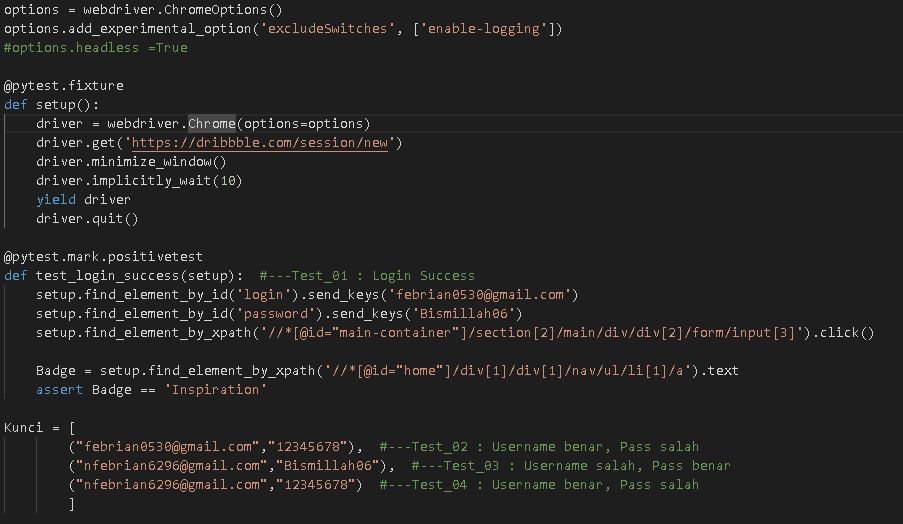 options = webdriver.ChromeOptions()
options.add_experimental_option('excludeSwitches', ['enable-logging'])
#options.headless =True
@pytest.fixture
def setup():
driver = webdriver.Chrome(options=options)
driver.get('https://dribbble.com/session/new')
driver.minimize_window()
driver.implicitly_wait(10)
yield driver
driver.quit()
@pytest.mark.positivetest
def test_login_success(setup):  #---Test_01 : Login Success
setup.find_element_by_id('login').send_keys('febrian0530@gmail.com')
setup.find_element_by_id('password').send_keys('Bismillah06')
setup.find_element_by_xpath('//*[@id="main-container"]/section[2]/main/div/div[2]/form/input[3]').click()
Badge = setup.find_element_by_xpath('//*[@id="home"]/div[1]/div[1]/nav/ul/li[1]/a').text
assert Badge == 'Inspiration'
Kunci = [
("febrian0530@gmail.com","12345678"),  #---Test_02 : Username benar, Pass salah
("nfebrian6296@gmail.com","Bismillah06"),  #---Test_03 : Username salah, Pass benar
("nfebrian6296@gmail.com","12345678")  #---Test_04 : Username benar, Pass salah
]